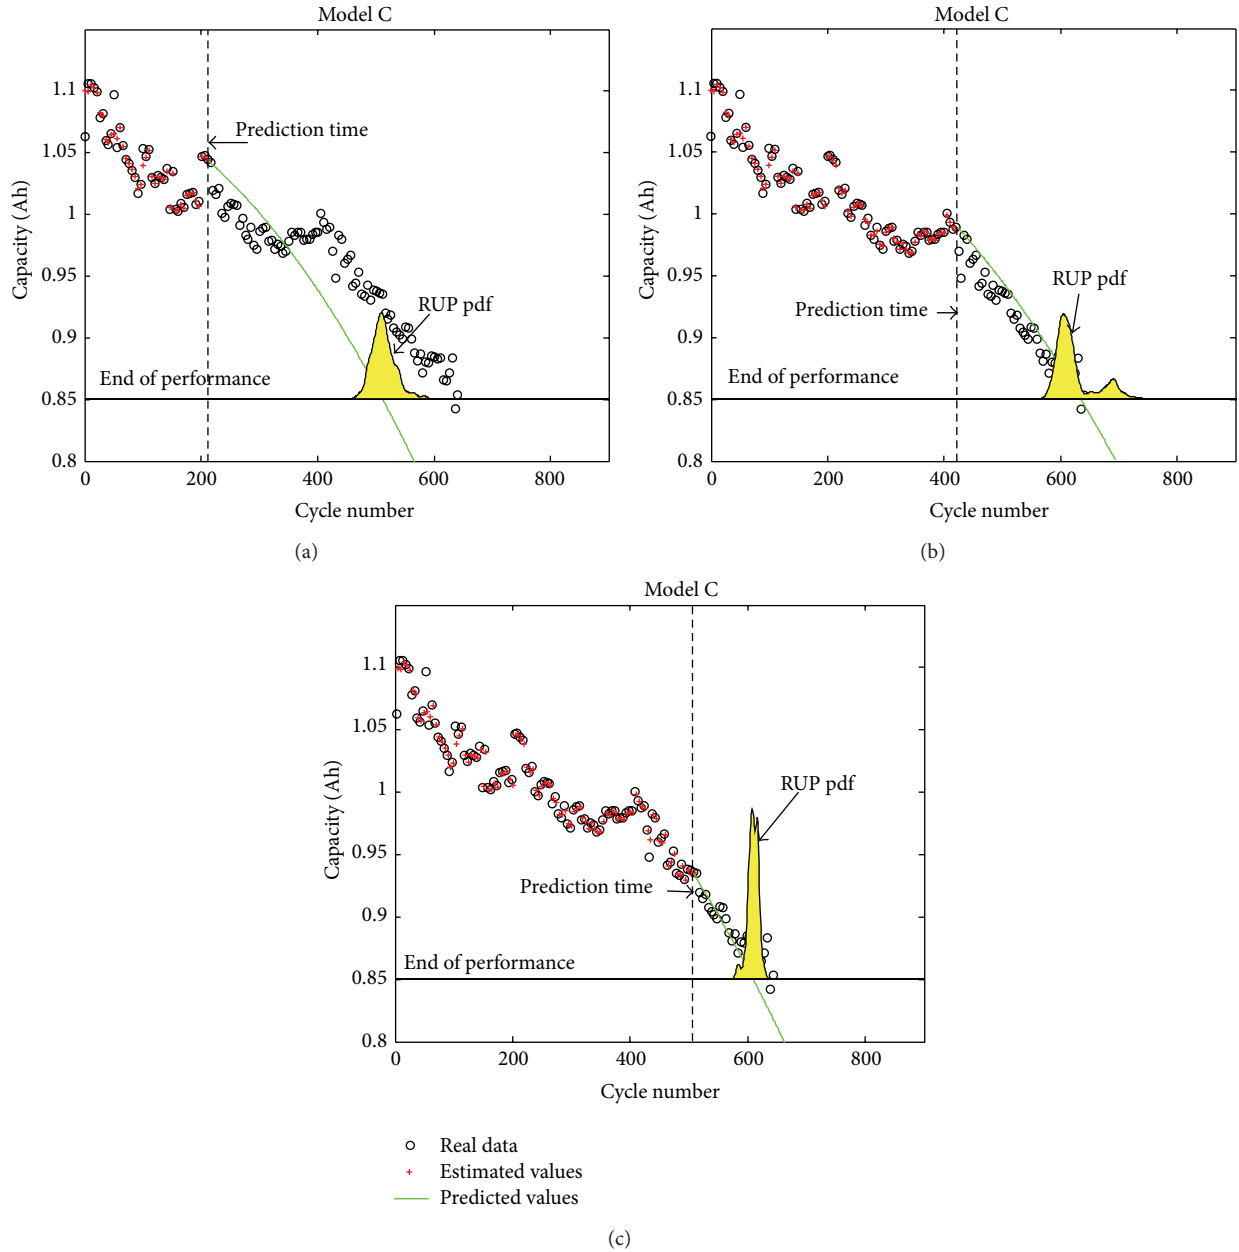 Model C
1.1
1.05
1
0.95
0.9
0.85
0.8
Capacity (Ah)
Prediction time
RUP pdf
End of performance
0
200
400
600
800
Cycle number
(a)
Model C
1.1
1.05
1
0.95
0.9
0.85
0.8
Capacity (Ah)
Prediction time
RUP pdf
End of performance
0
200
400
600
800
Cycle number
(b)
Model C
1.1
1.05
1
0.95
0.9
0.85
0.8
Capacity (Ah)
RUP pdf
Prediction time
End of performance
0
200
400
600
800
Cycle number
Real data
Estimated values
Predicted values
(c)